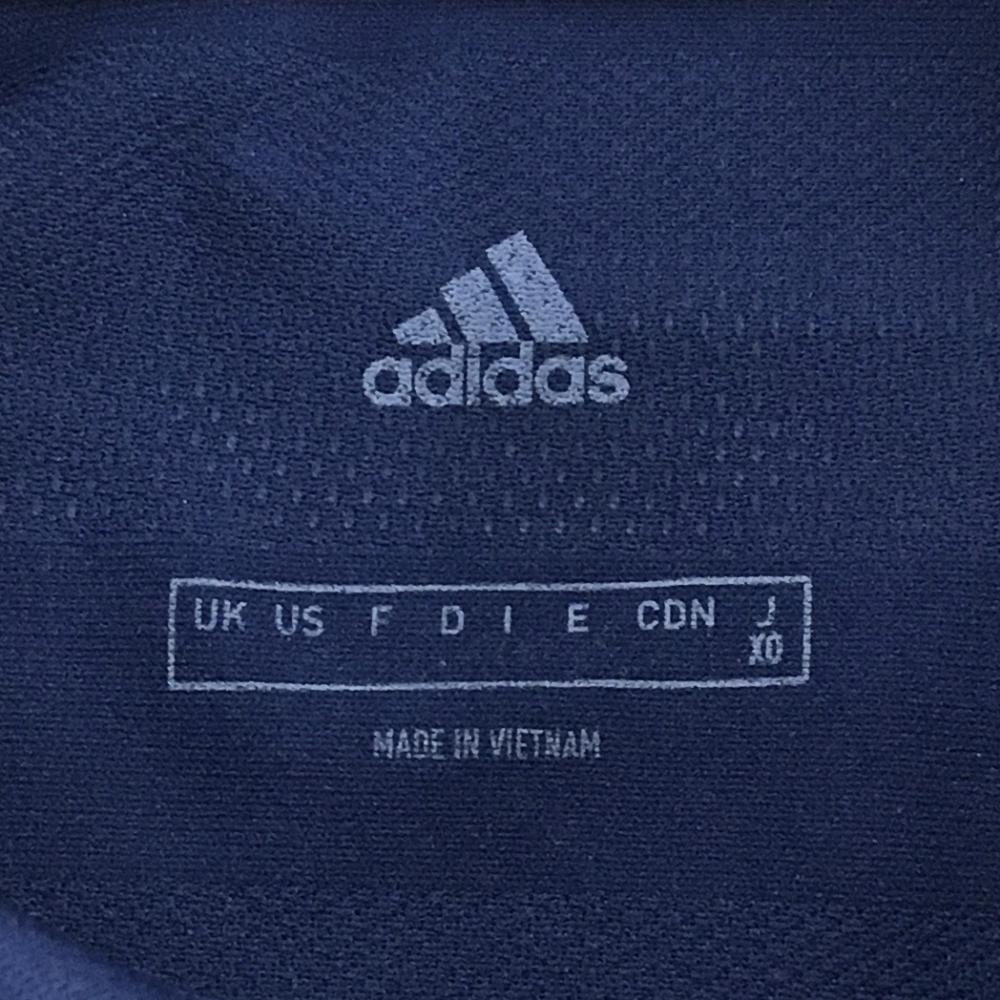 adidas
UK US F D I E CDN J
XO
MADE IN VIETNAM